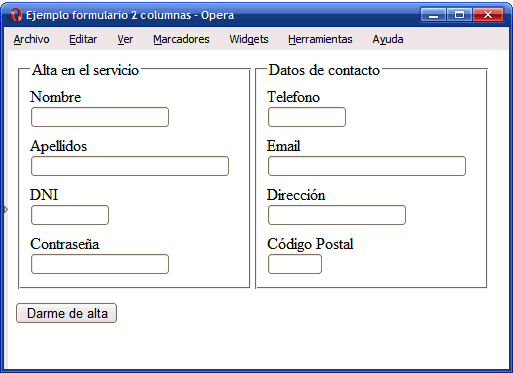 Ejemplo formulario 2 columnas - Opera
Archivo Editar Ver Marcadores Widgets Herramientas Ayuda
Alta en el servicio
Nombre
Apellidos
DNI
Contraseña
Datos de contacto
Telefono
Email
Dirección
Código Postal
Darme de alta